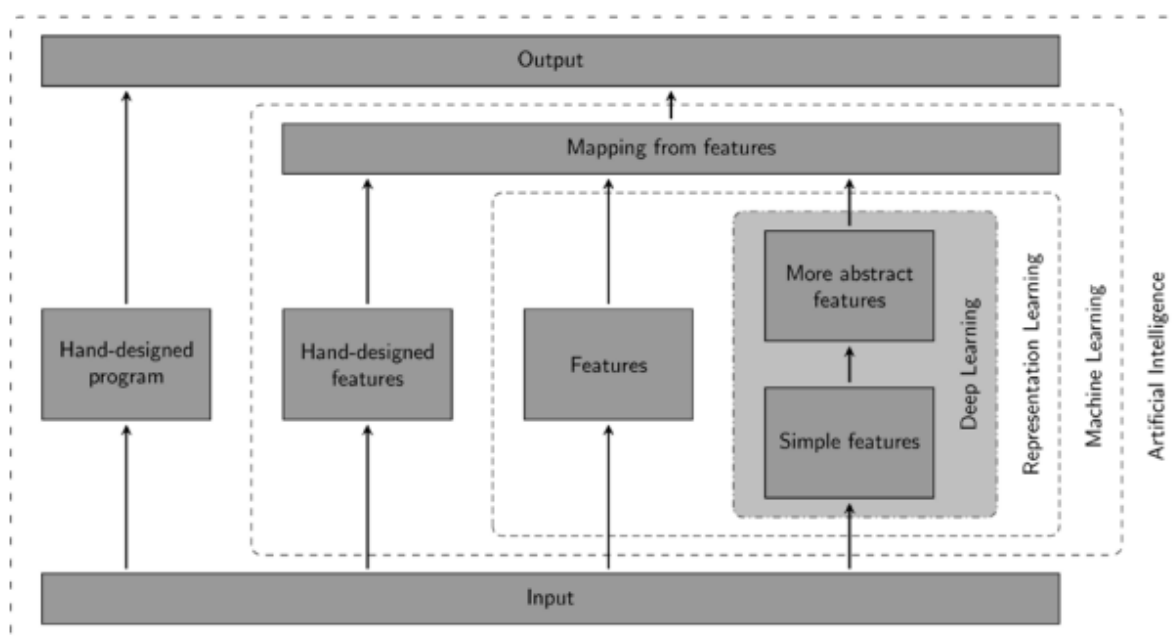 Output
Mapping from features
Hand-designed
program
Hand-designed
features
Features
More abstract
features
Simple features
Deep Learning
Representation Learning
Machine Learning
Artificial Intelligence
Input